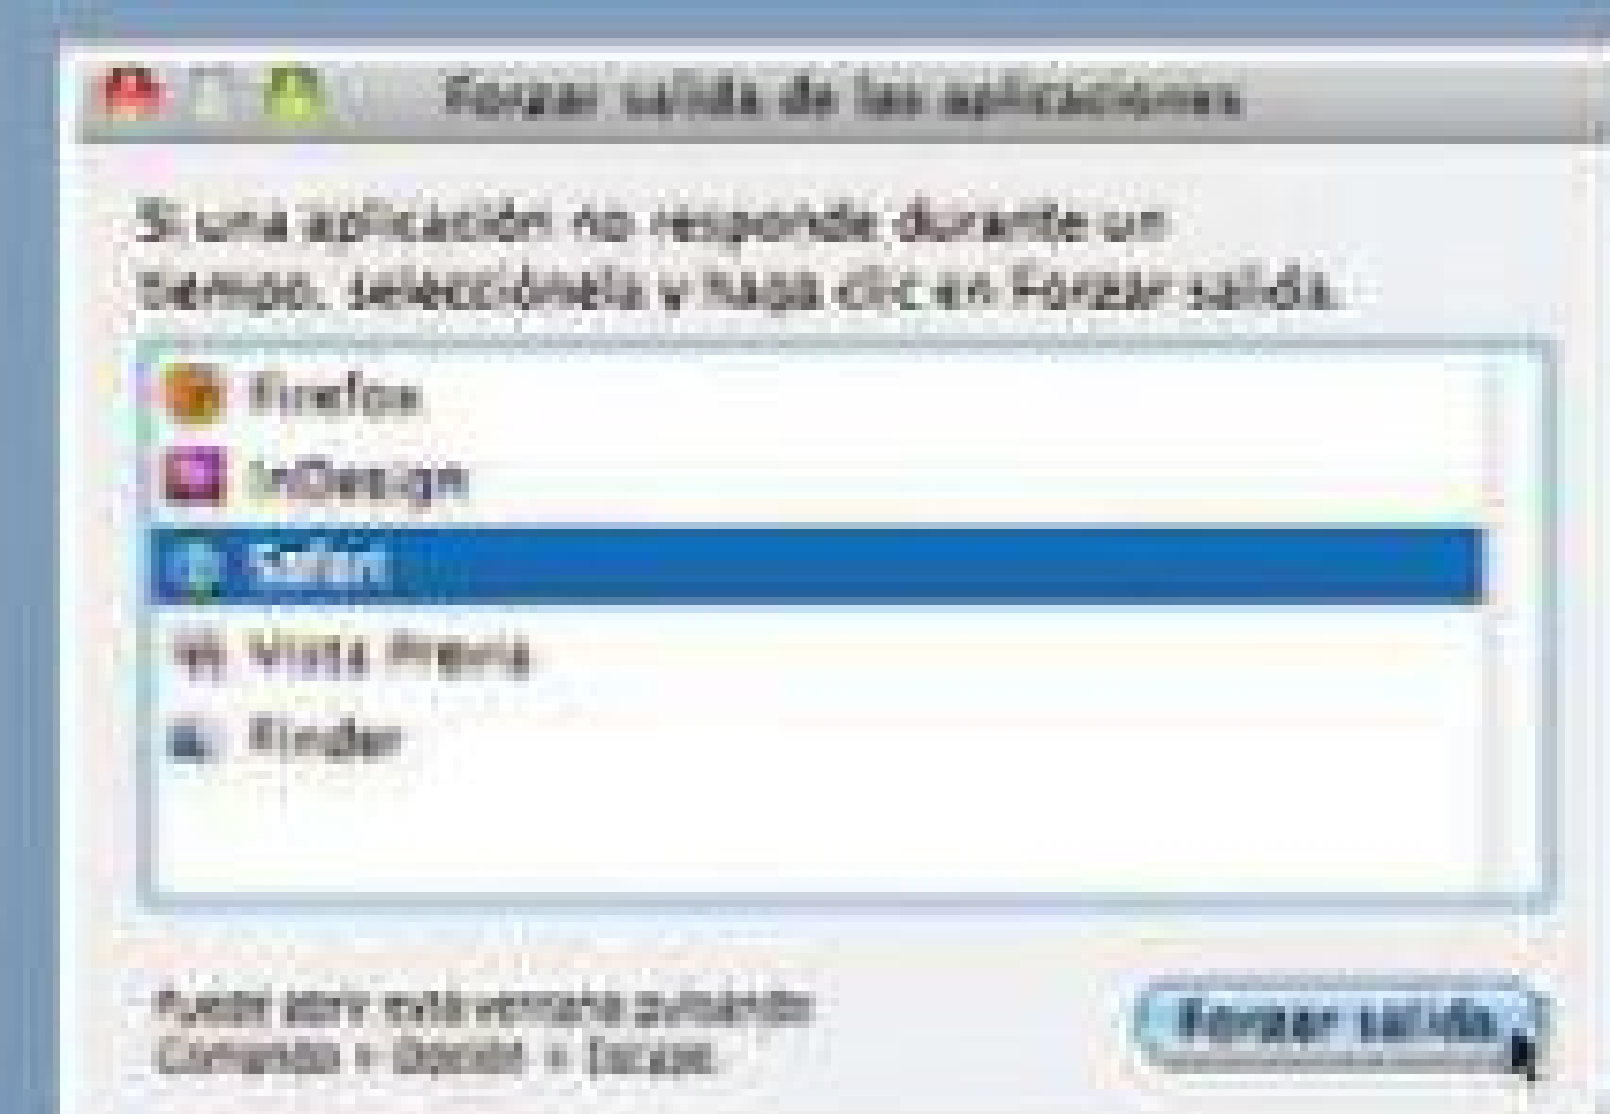 Forzar salida de las aplicaciones
Si una aplicación no responde durante un
tiempo, selecciónela y haga clic en Forzar salida.
Firefox
InDesign
Safari
Vista Previa
Finder
Puede abrir esta ventana pulsando
Comando + Opción + Escape.
Forzar salida